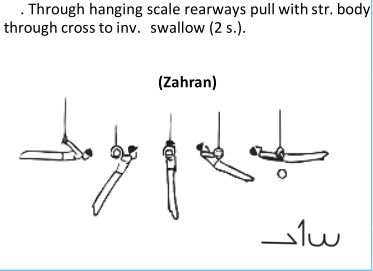 . Through hanging scale rearways pull with str. body
through cross to inv. swallow (2 s.).
(Zahran)